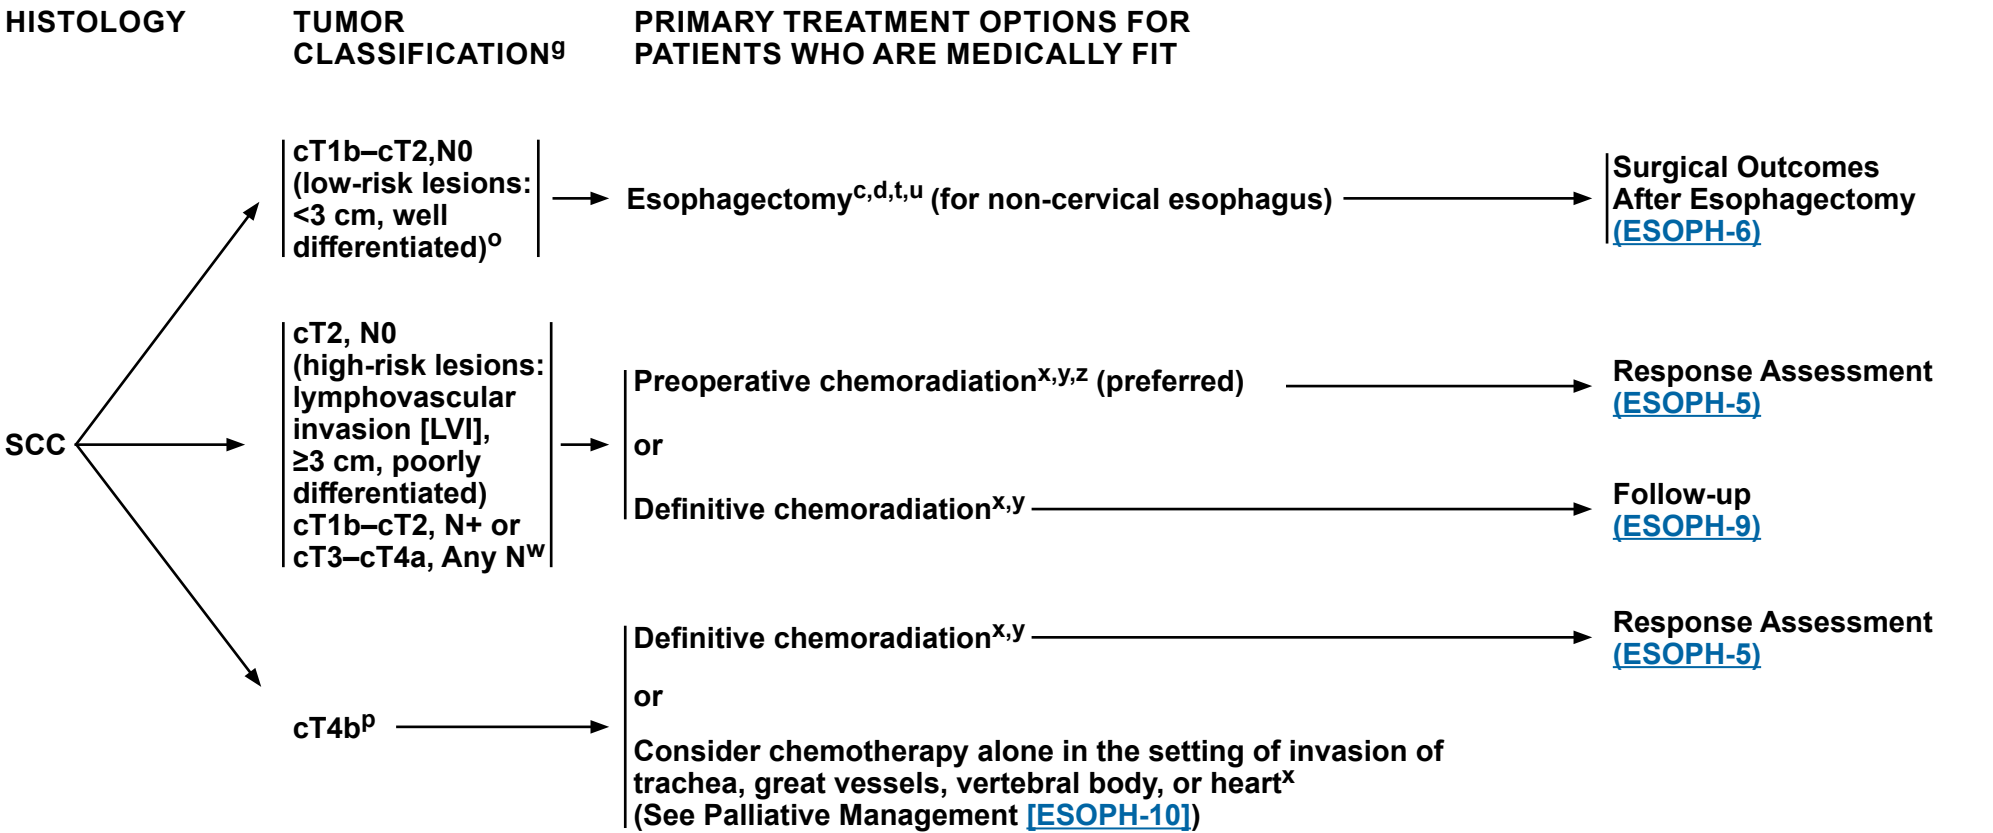 HISTOLOGY
TUMOR
CLASSIFICATIONg
PRIMARY TREATMENT OPTIONS FOR
PATIENTS WHO ARE MEDICALLY FIT
SCC
cT1b–cT2,N0
(low-risk lesions:
<3 cm, well
differentiated)o
Esophagectomyc,d,t,u (for non-cervical esophagus)
Surgical Outcomes
After Esophagectomy
(ESOPH-6)
cT2, N0
(high-risk lesions:
lymphovascular
invasion [LVI],
≥3 cm, poorly
differentiated)
cT1b–cT2, N+ or
cT3–cT4a, Any Nw
Preoperative chemoradiationx,y,z (preferred)
or
Definitive chemoradiationx,y
Response Assessment
(ESOPH-5)
Follow-up
(ESOPH-9)
cT4bp
Definitive chemoradiationx,y
or
Consider chemotherapy alone in the setting of invasion of
trachea, great vessels, vertebral body, or heartx
(See Palliative Management [ESOPH-10])
Response Assessment
(ESOPH-5)